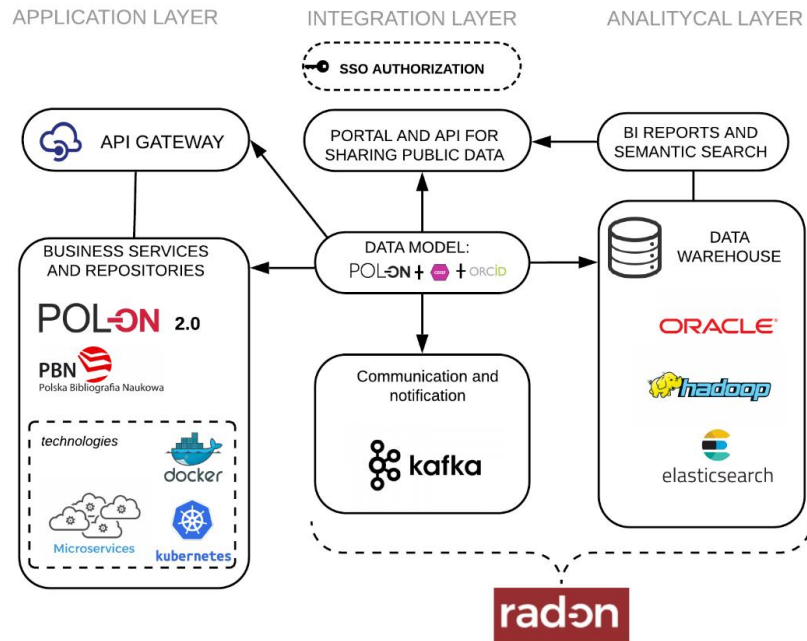 APPLICATION LAYER
INTEGRATION LAYER
ANALITYCAL LAYER
SSO AUTHORIZATION
API GATEWAY
PORTAL AND API FOR
SHARING PUBLIC DATA
BI REPORTS AND
SEMANTIC SEARCH
BUSINESS SERVICES
AND REPOSITORIES
POL-ON 2.0
PBN
Polska Bibliografia Naukowa
technologies
docker
Microservices
kubernetes
DATA MODEL:
POL-ON + + ORCID
Communication and
notification
kafka
DATA
WAREHOUSE
ORACLE
hadoop
elasticsearch
rad-on